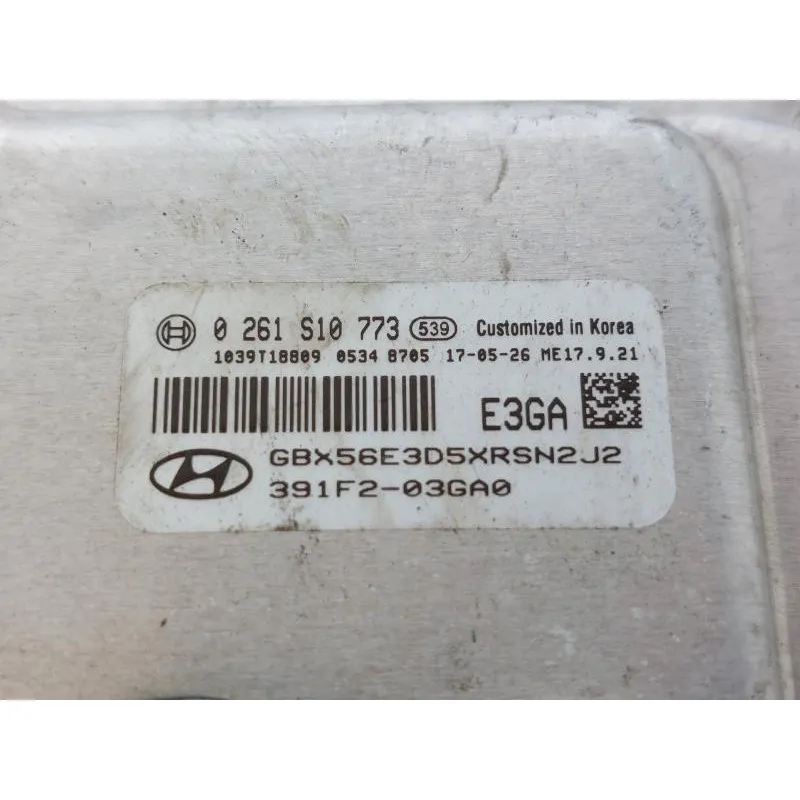 0 261 S10 773 539 Customized in Korea
1039T18809 0534 8705 17-05-26 ME17.9.21
E3GA
GBX56E3D5XRSN2J2
391F2-03GA0